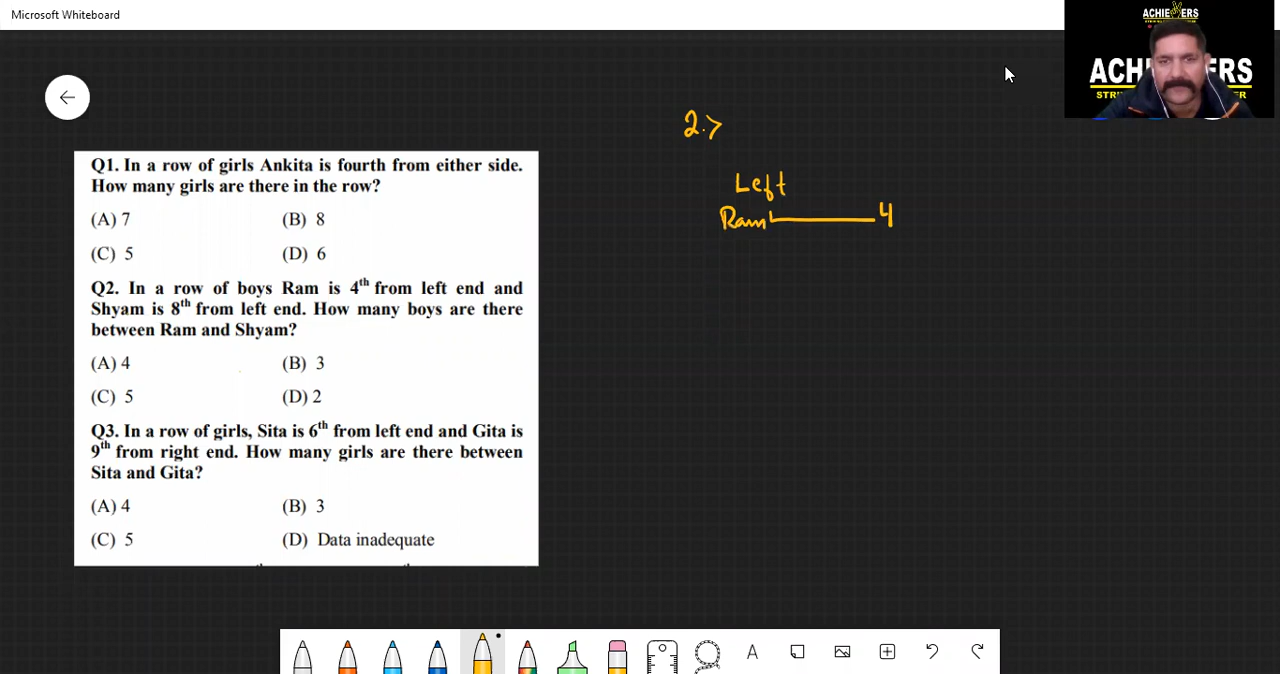 Microsoft Whiteboard
ACHIEVERS
Q1. In a row of girls Ankita is fourth from either side.
How many girls are there in the row?
(A) 7 (B) 8
(C) 5 (D) 6
Q2. In a row of boys Ram is 4th from left end and
Shyam is 8th from left end. How many boys are there
between Ram and Shyam?
(A) 4 (B) 3
(C) 5 (D) 2
Q3. In a row of girls, Sita is 6th from left end and Gita is
9th from right end. How many girls are there between
Sita and Gita?
(A) 4 (B) 3
(C) 5 (D) Data inadequate
2.>
Left
Ram 4
A